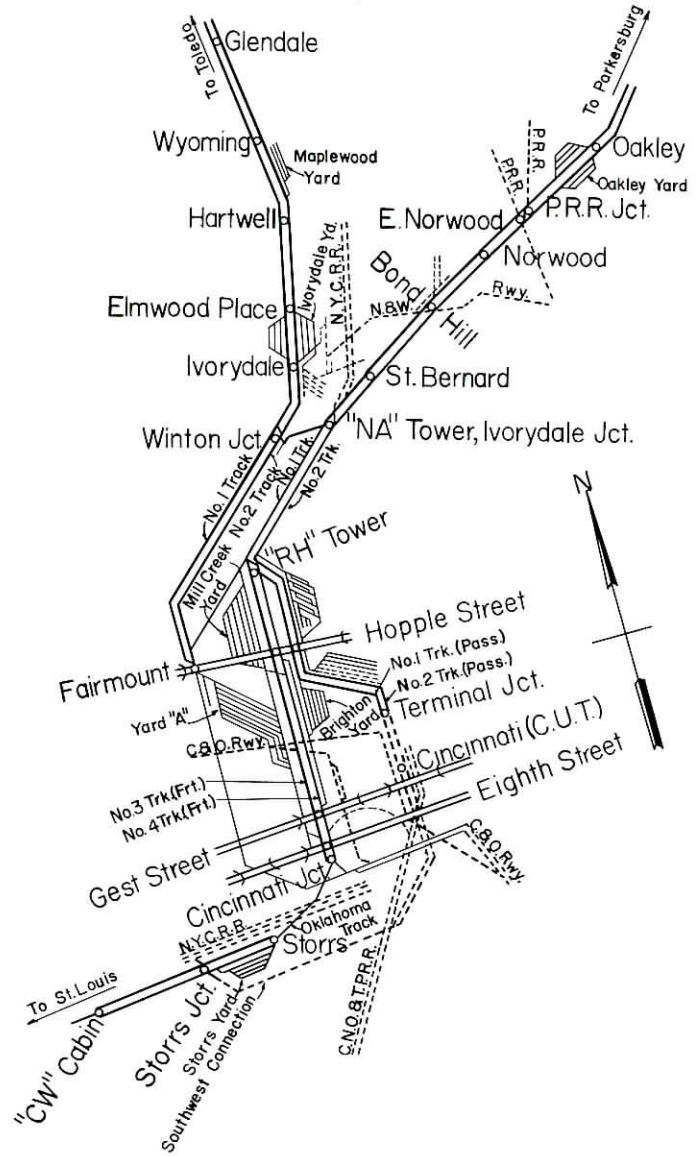 To Toledo
Glendale
To Parkersburg
Wyoming
Maplewood
Yard
P.R.R.
P.R.R.
Oakley
Oakley Yard
Hartwell
E. Norwood
P.R.R. Jct.
Ivorydale Yd.
N.Y.C.R.R.
Norwood
Elmwood Place
Bond
Hill
N.&W.
Rwy.
Ivorydale
St. Bernard
Winton Jct.
"NA" Tower, Ivorydale Jct.
No.1 Track
No.2 Track
No.1 Trk.
No.2 Trk.
N
"RH" Tower
Mill Creek
Yard
Hopple Street
Fairmount
No.1 Trk.(Pass.)
No.2 Trk.(Pass.)
Terminal Jct.
Yard "A"
Brighton
Yard
C.&O.Rwy.
Cincinnati (C.U.T.)
No.3 Trk(Frt.)
No.4 Trk(Frt.)
Eighth Street
Gest Street
Cincinnati Jct.
C.&O.Rwy.
N.Y.C.R.R.
Oklahoma
Track
Storrs
C.N.O.&T.P.R.R.
To St.Louis
"CW" Cabin
Storrs Jct.
Storrs Yard
Southwest Connection